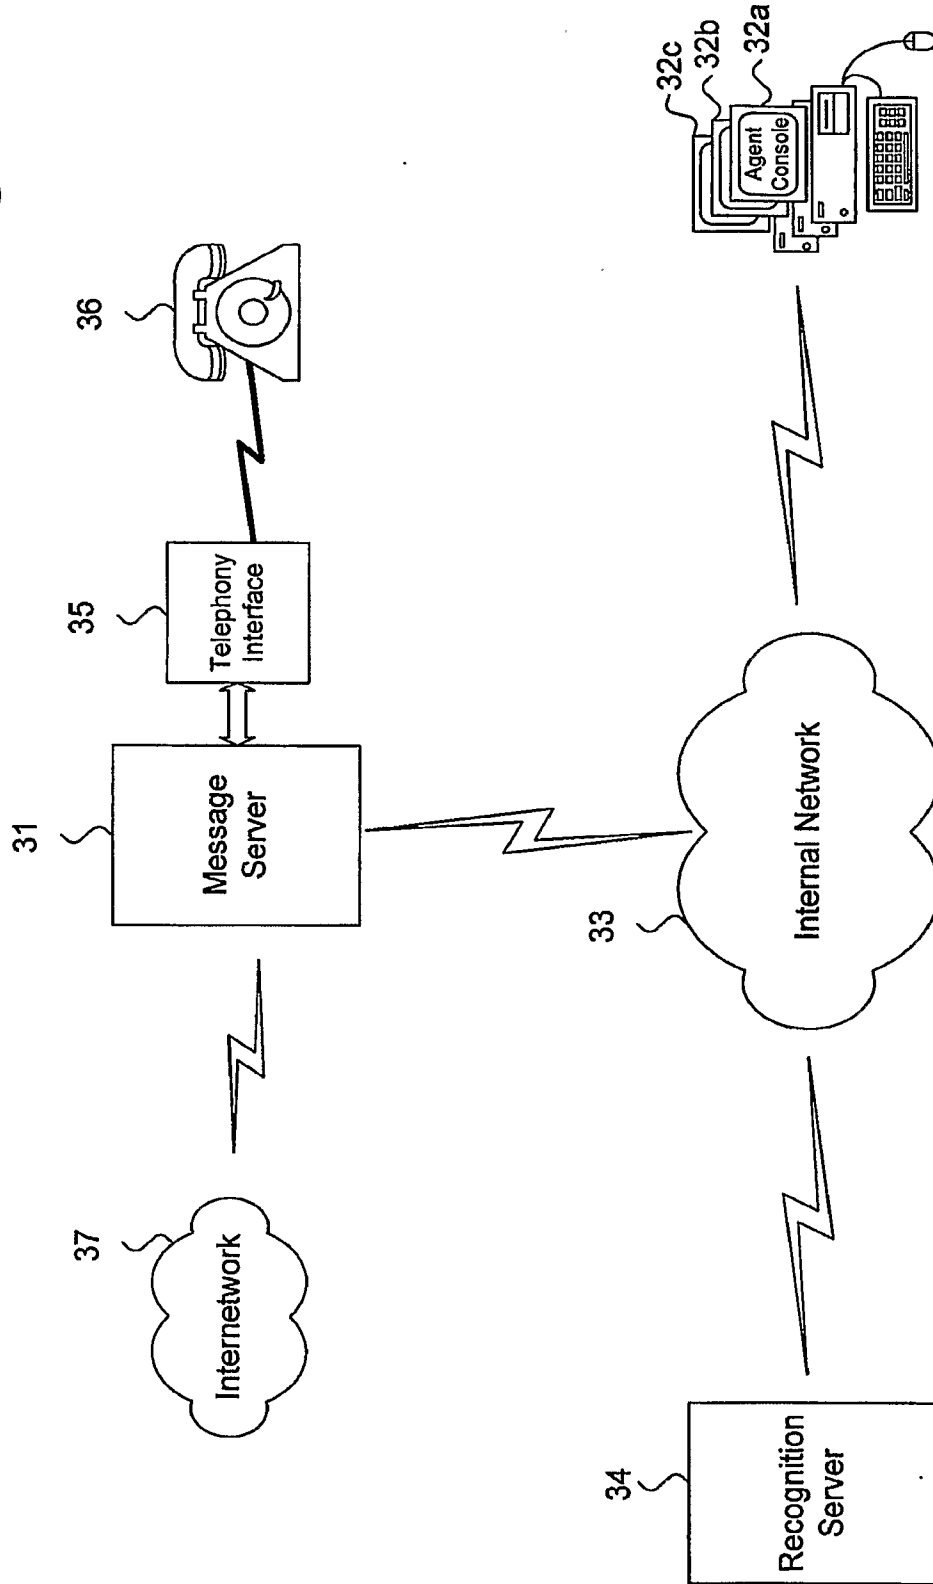 37
Internetwork
31
Message
Server
35
Telephony
Interface
36
34
Recognition
Server
33
Internal Network
32c
32b
32a
Agent
Console